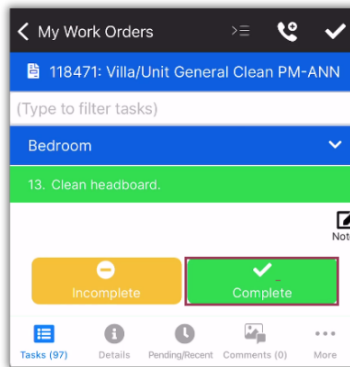 My Work Orders
118471: Villa/Unit General Clean PM-ANN
(Type to filter tasks)
Bedroom
13. Clean headboard.
Not
Incomplete
Complete
Tasks (97) Details Pending/Recent Comments (0) More